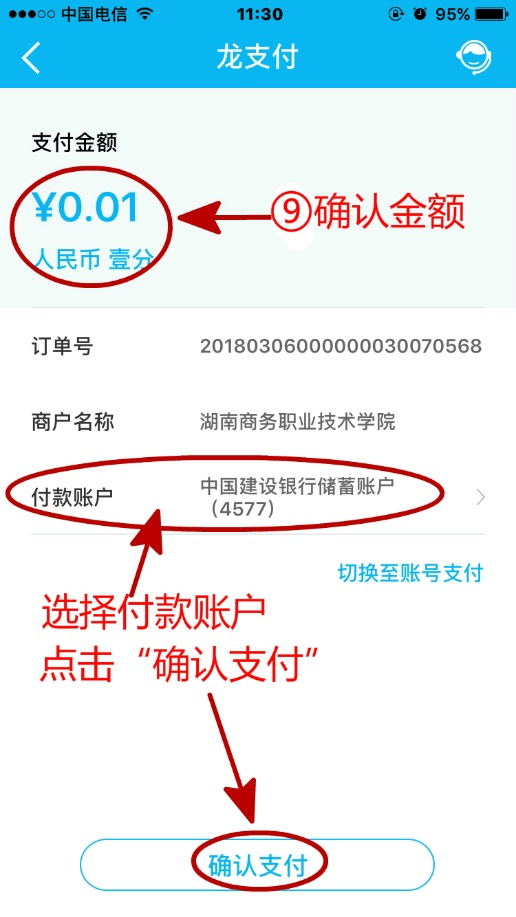 中国电信 11:30 95%
龙支付
支付金额
¥0.01
⑨确认金额
人民币 壹分
订单号 20180306000000030070568
商户名称 湖南商务职业技术学院
付款账户 中国建设银行储蓄账户
（4577）
切换至账号支付
选择付款账户
点击“确认支付”
确认支付